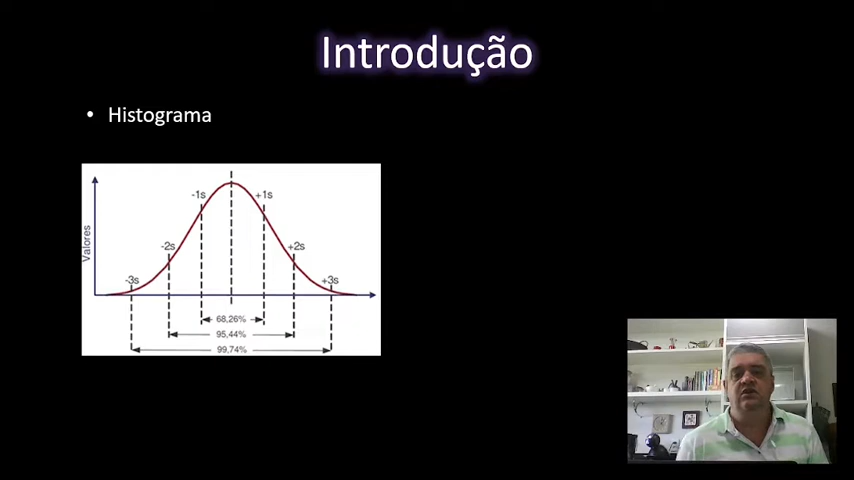 Introdução
• Histograma
Valores
-3s
-2s
-1s
+1s
+2s
+3s
68,26%
95,44%
99,74%